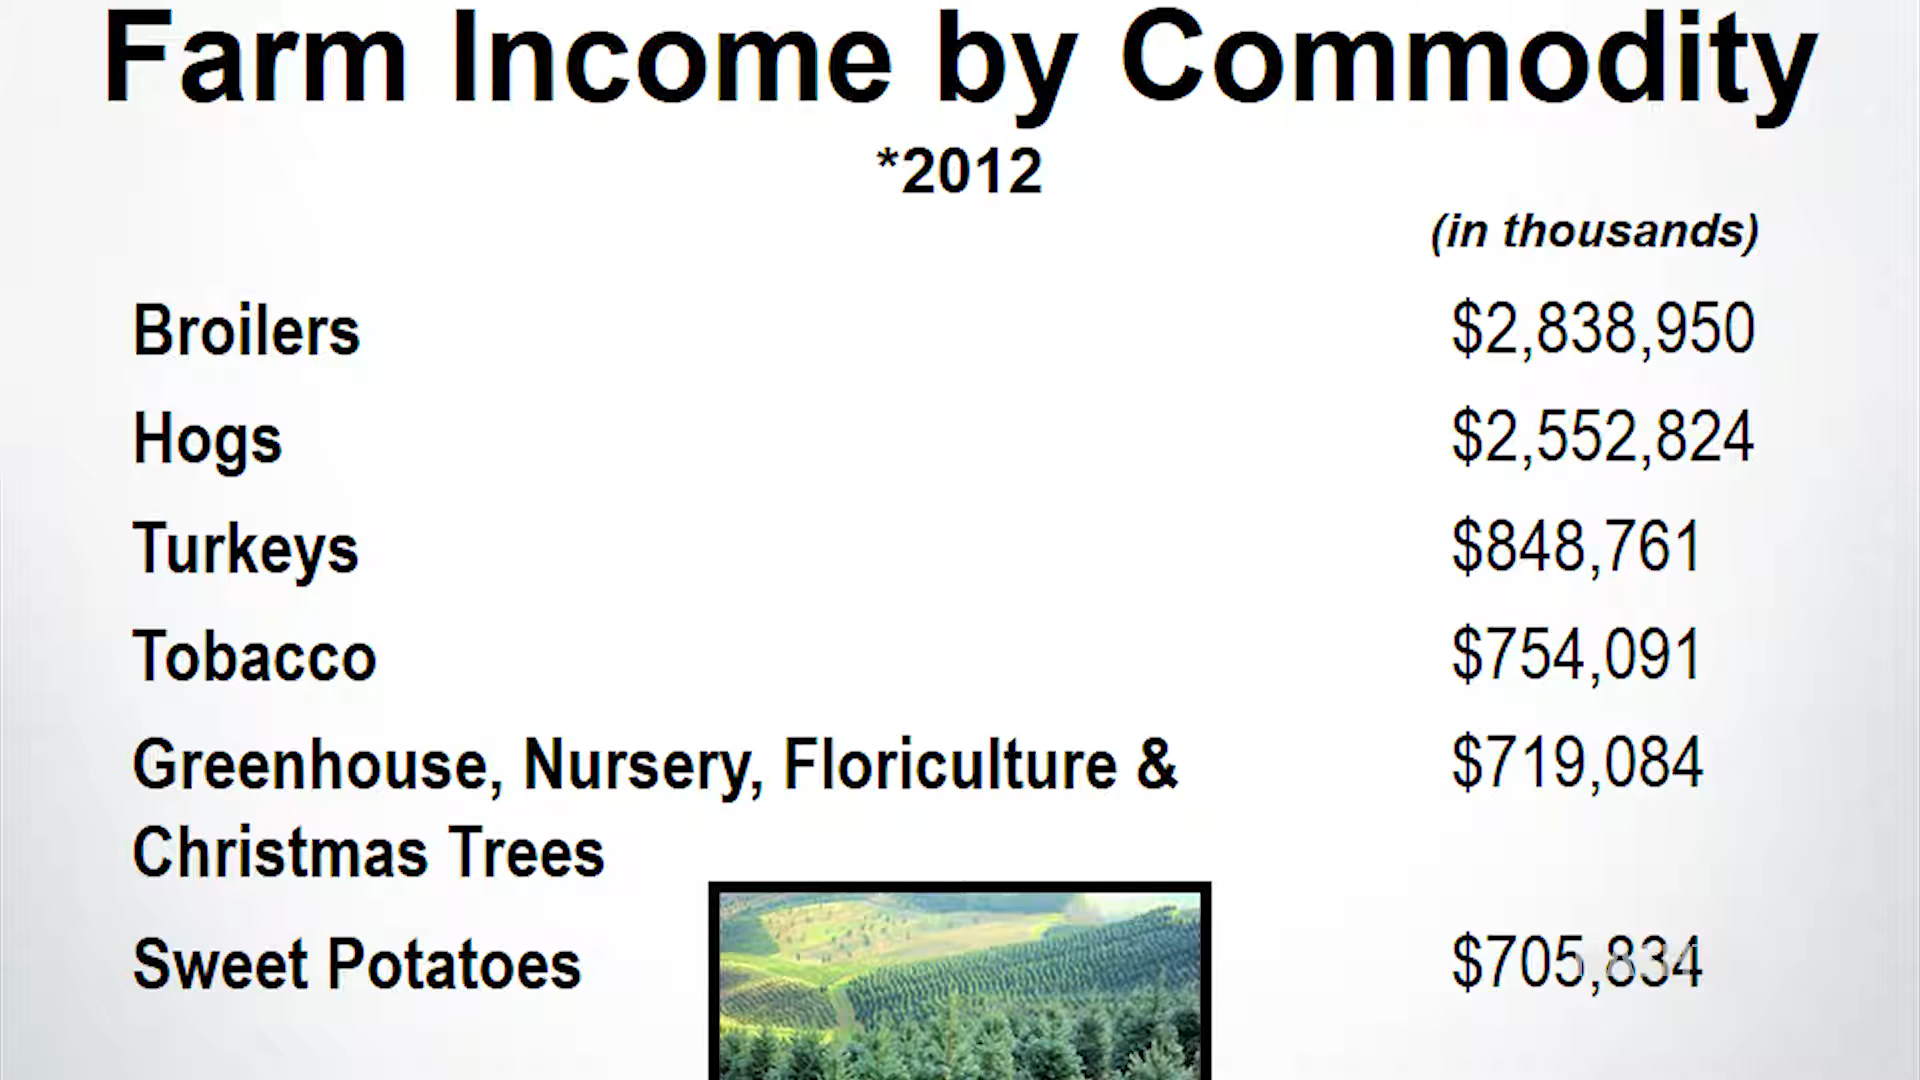 Farm Income by Commodity
*2012
(in thousands)
Broilers $2,838,950
Hogs $2,552,824
Turkeys $848,761
Tobacco $754,091
Greenhouse, Nursery, Floriculture & $719,084
Christmas Trees
Sweet Potatoes $705,834